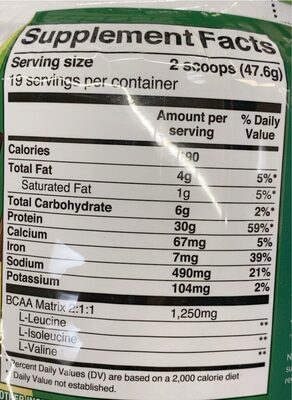 Supplement Facts
Serving size 2 scoops (47.6g)
19 servings per container
Amount per serving % Daily Value
Calories 190
Total Fat 4g 5%*
Saturated Fat 1g 5%*
Total Carbohydrate 6g 2%*
Protein 30g 59%*
Calcium 67mg 5%
Iron 7mg 39%
Sodium 490mg 21%
Potassium 104mg 2%
BCAA Matrix 2:1:1 1,250mg
L-Leucine **
L-Isoleucine **
L-Valine **
*Percent Daily Values (DV) are based on a 2,000 calorie diet
Daily Value not established.